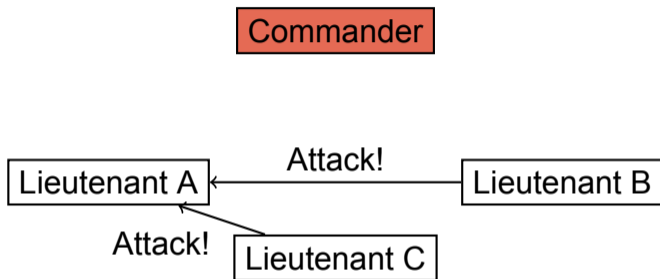 Commander
Attack!
Lieutenant A
Lieutenant B
Attack!
Lieutenant C